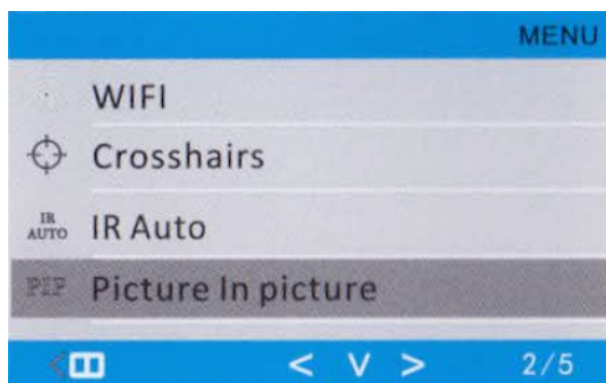 MENU
WIFI
Crosshairs
IR AUTO IR Auto
PIP Picture In picture
< < V > 2/5